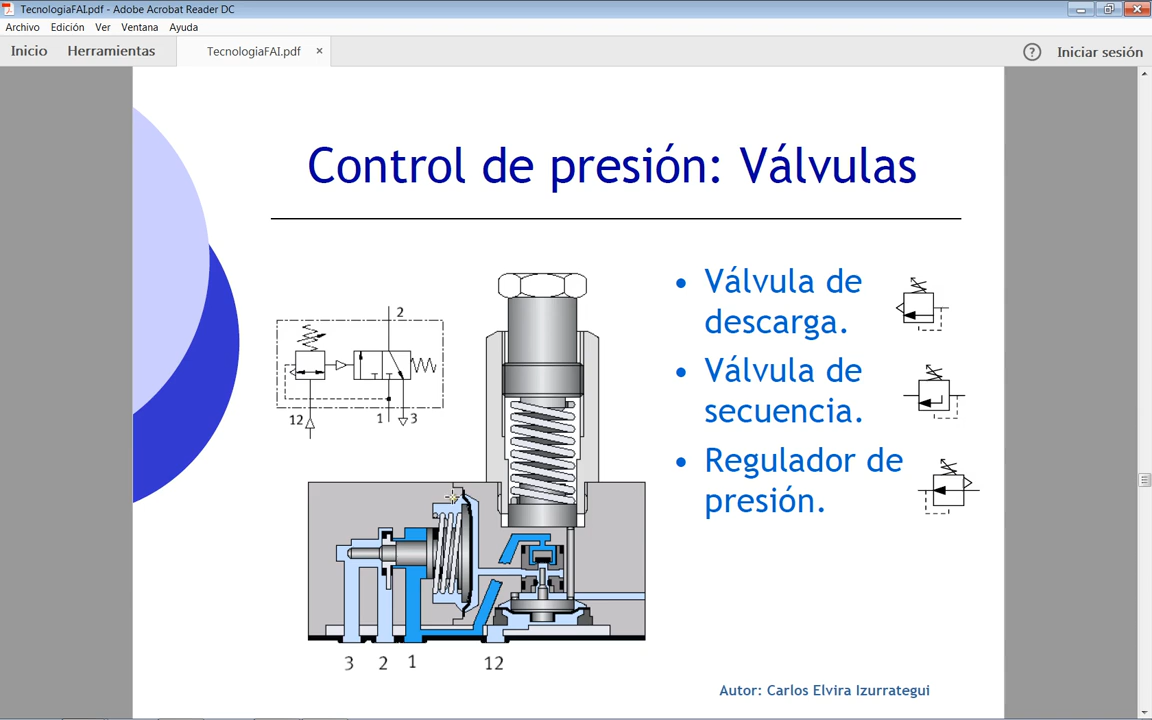 TecnologiaFAI.pdf - Adobe Acrobat Reader DC
Archivo Edición Ver Ventana Ayuda
Inicio Herramientas TecnologiaFAI.pdf × ? Iniciar sesión
Control de presión: Válvulas
• Válvula de
descarga.
• Válvula de
secuencia.
• Regulador de
presión.
2
12 1 3
3 2 1 12
Autor: Carlos Elvira Izurrategui